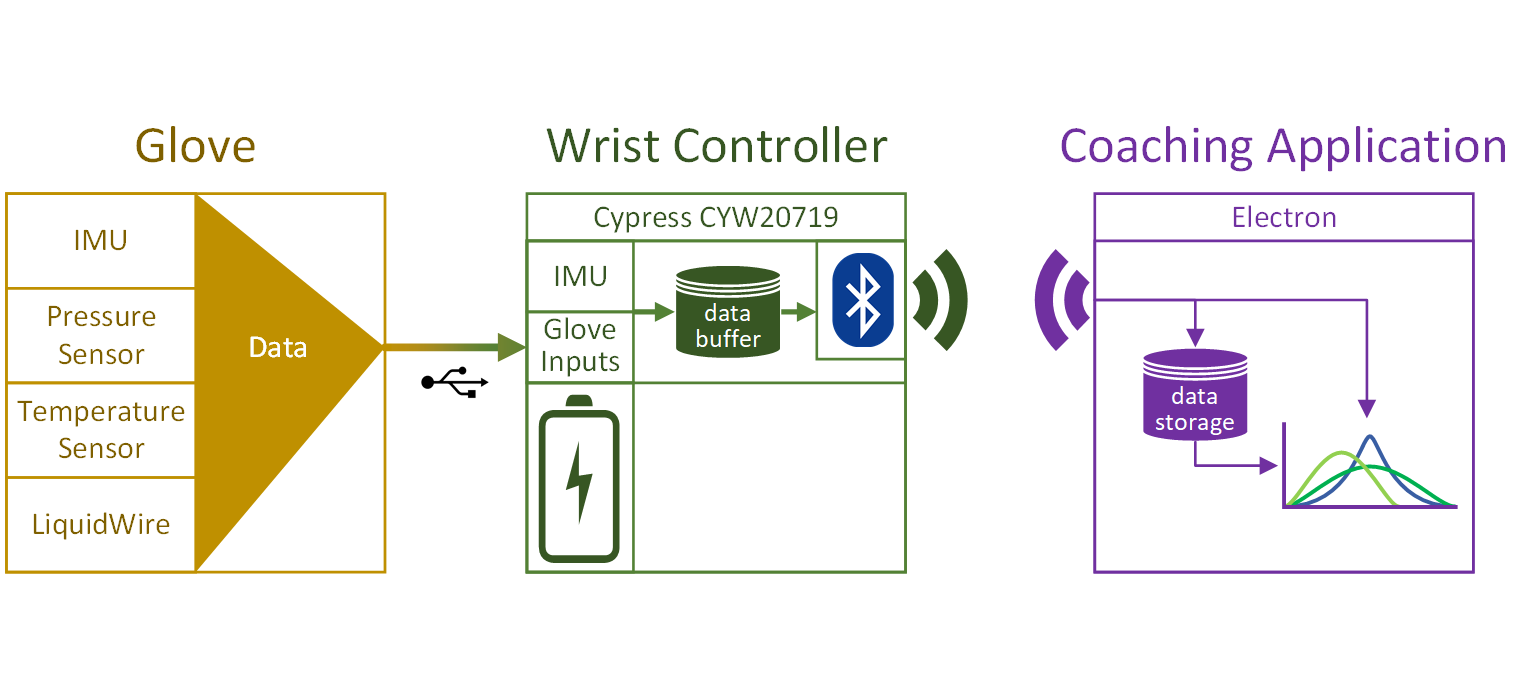 Glove
IMU
Pressure
Sensor
Temperature
Sensor
LiquidWire
Data
Wrist Controller
Cypress CYW20719
IMU
Glove
Inputs
data
buffer
Coaching Application
Electron
data
storage